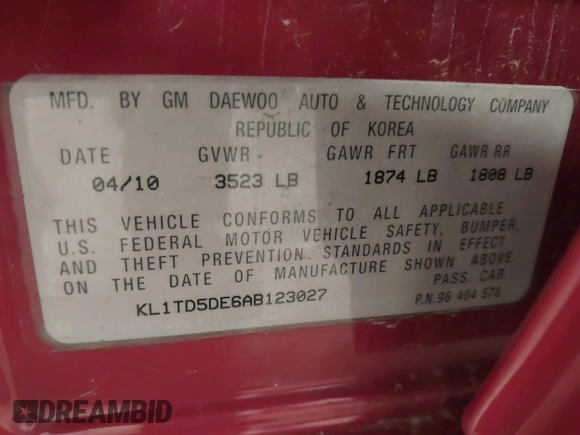 MFD. BY GM DAEWOO AUTO & TECHNOLOGY COMPANY
REPUBLIC OF KOREA
DATE GVWR GAWR FRT GAWR RR
04/10 3523 LB 1874 LB 1808 LB
THIS VEHICLE CONFORMS TO ALL APPLICABLE
U.S. FEDERAL MOTOR VEHICLE SAFETY, BUMPER,
AND THEFT PREVENTION STANDARDS IN EFFECT
ON THE DATE OF MANUFACTURE SHOWN ABOVE
PASS. CAR
KL1TD5DE6AB123027
P.N.96 404 576
DREAMBID